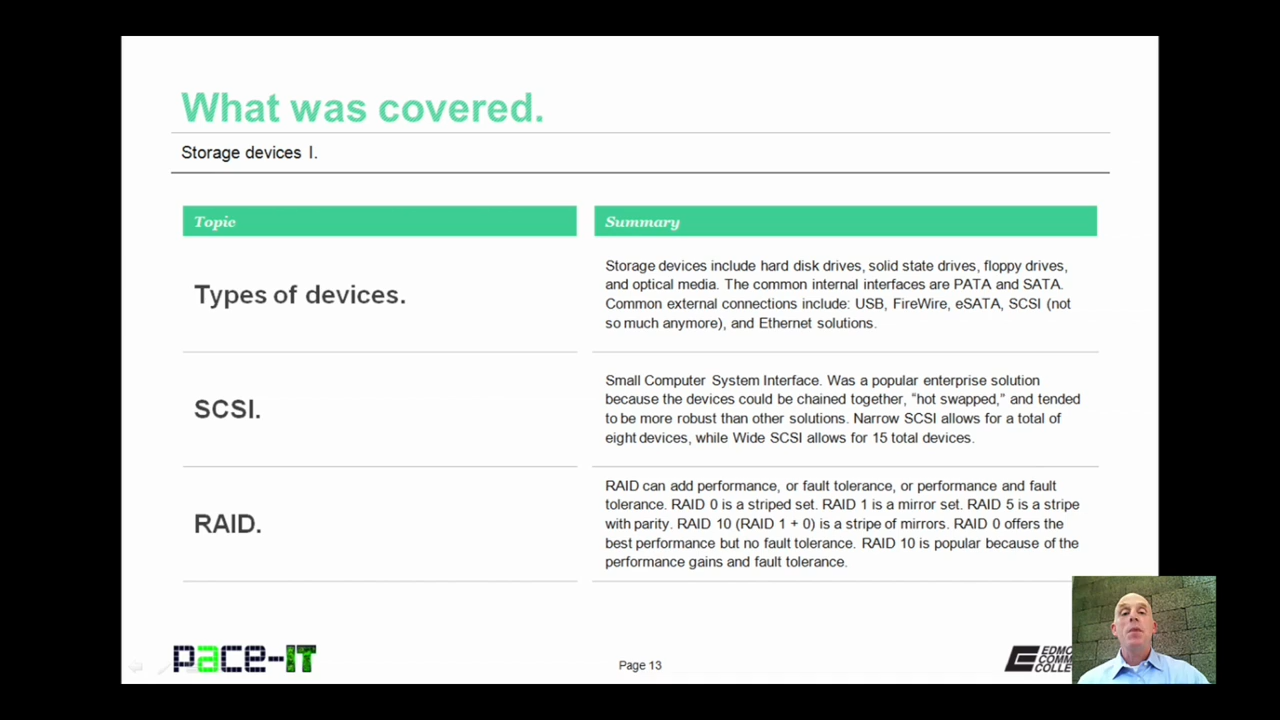 What was covered.
Storage devices I.
Topic
Summary
Types of devices.
Storage devices include hard disk drives, solid state drives, floppy drives,
and optical media. The common internal interfaces are PATA and SATA.
Common external connections include: USB, FireWire, eSATA, SCSI (not
so much anymore), and Ethernet solutions.
SCSI.
Small Computer System Interface. Was a popular enterprise solution
because the devices could be chained together, “hot swapped,” and tended
to be more robust than other solutions. Narrow SCSI allows for a total of
eight devices, while Wide SCSI allows for 15 total devices.
RAID.
RAID can add performance, or fault tolerance, or performance and fault
tolerance. RAID 0 is a striped set. RAID 1 is a mirror set. RAID 5 is a stripe
with parity. RAID 10 (RAID 1 + 0) is a stripe of mirrors. RAID 0 offers the
best performance but no fault tolerance. RAID 10 is popular because of the
performance gains and fault tolerance.
pace-IT
Page 13